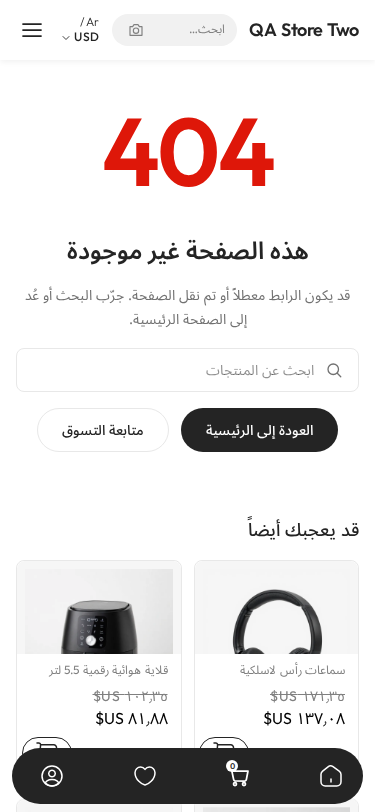 QA Store Two
ابحث...
Ar /
USD
404
هذه الصفحة غير موجودة
قد يكون الرابط معطلاً أو تم نقل الصفحة. جرّب البحث أو عُد
إلى الصفحة الرئيسية.
ابحث عن المنتجات
العودة إلى الرئيسية
متابعة التسوق
قد يعجبك أيضاً
سماعات رأس لاسلكية
١٧١٫٣٥ US$
١٣٧٫٠٨ US$
قلاية هوائية رقمية 5.5 لتر
١٠٢٫٣٥ US$
٨١٫٨٨ US$
0